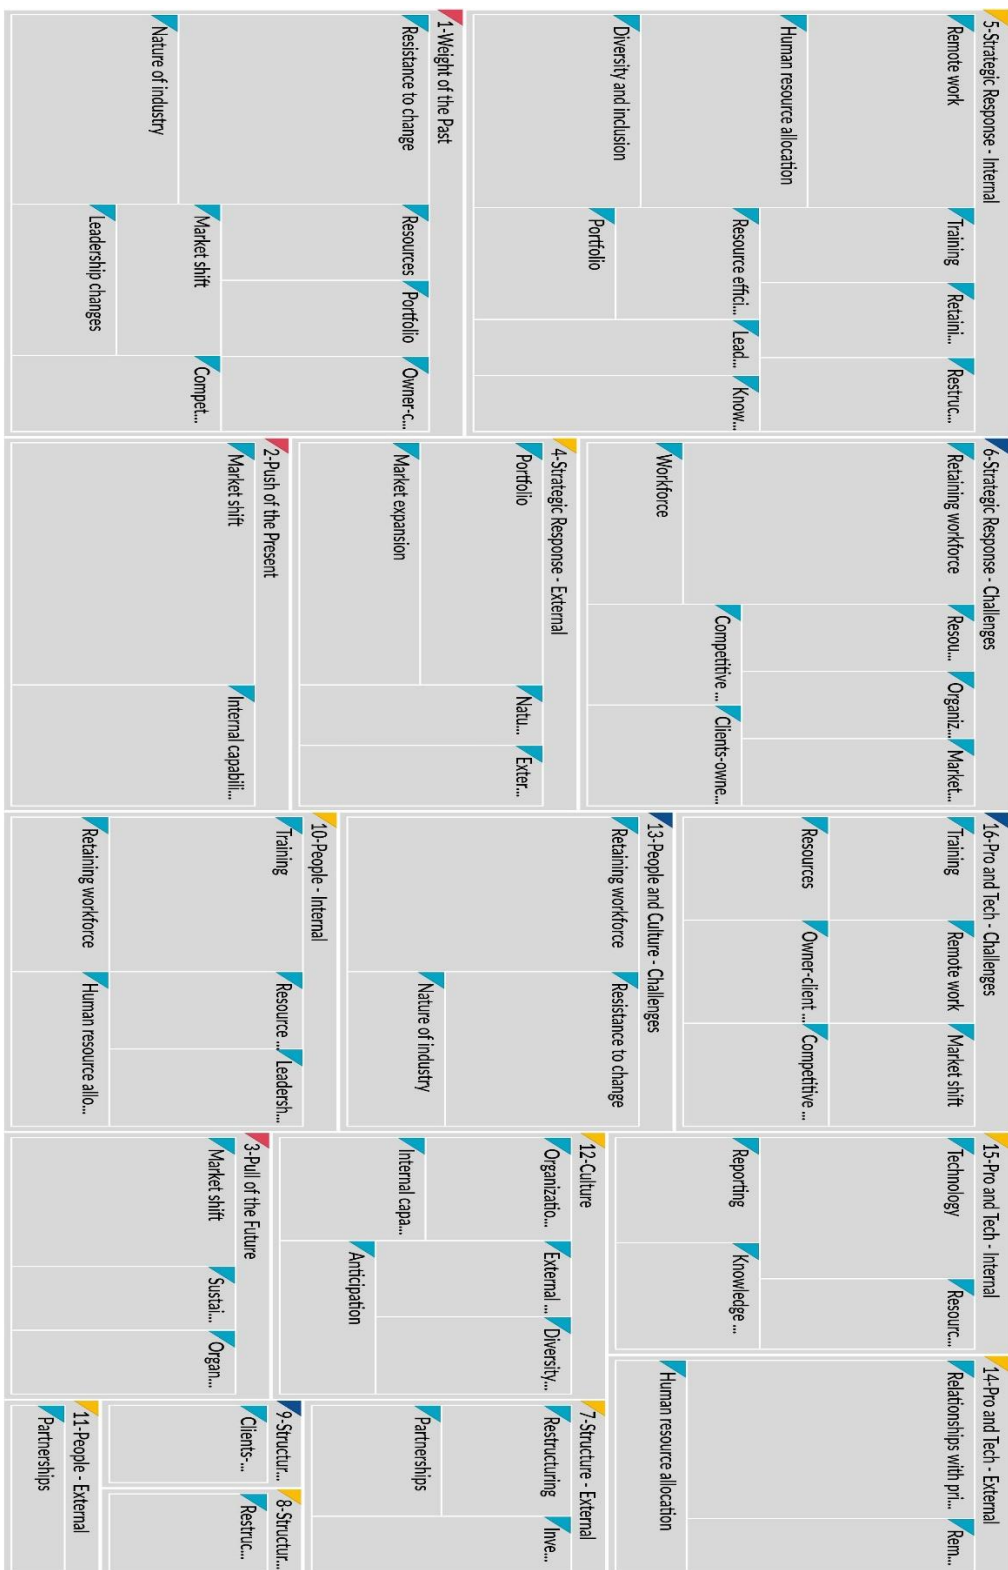 5-Strategic Response - Internal
Remote work
Human resource allocation
Diversity and inclusion
Training
Retaini...
Restruc...
Resource effici...
Portfolio
Lead...
Know...
1-Weight of the Past
Resistance to change
Nature of industry
Resources
Portfolio
Owner-c...
Market shift
Leadership changes
Compet...
6-Strategic Response - Challenges
Retaining workforce
Workforce
Resou...
Organiz...
Market...
Competitive ...
Clients-owne...
4-Strategic Response - External
Portfolio
Market expansion
Natu...
Exter...
2-Push of the Present
Market shift
Internal capabili...
16-Pro and Tech - Challenges
Training
Remote work
Market shift
Resources
Owner-client ...
Competitive ...
13-People and Culture - Challenges
Retaining workforce
Resistance to change
Nature of industry
10-People - Internal
Training
Resource ...
Leadersh...
Retaining workforce
Human resource allo...
15-Pro and Tech - Internal
Technology
Resourc...
Reporting
Knowledge ...
14-Pro and Tech - External
Relationships with pri...
Rem...
Human resource allocation
12-Culture
Organizatio...
External ...
Diversity...
Internal capa...
Anticipation
3-Pull of the Future
Market shift
Sustai...
Organ...
7-Structure - External
Restructuring
Inve...
Partnerships
9-Structur...
Clients-...
8-Structur...
Restruc...
11-People - External
Partnerships